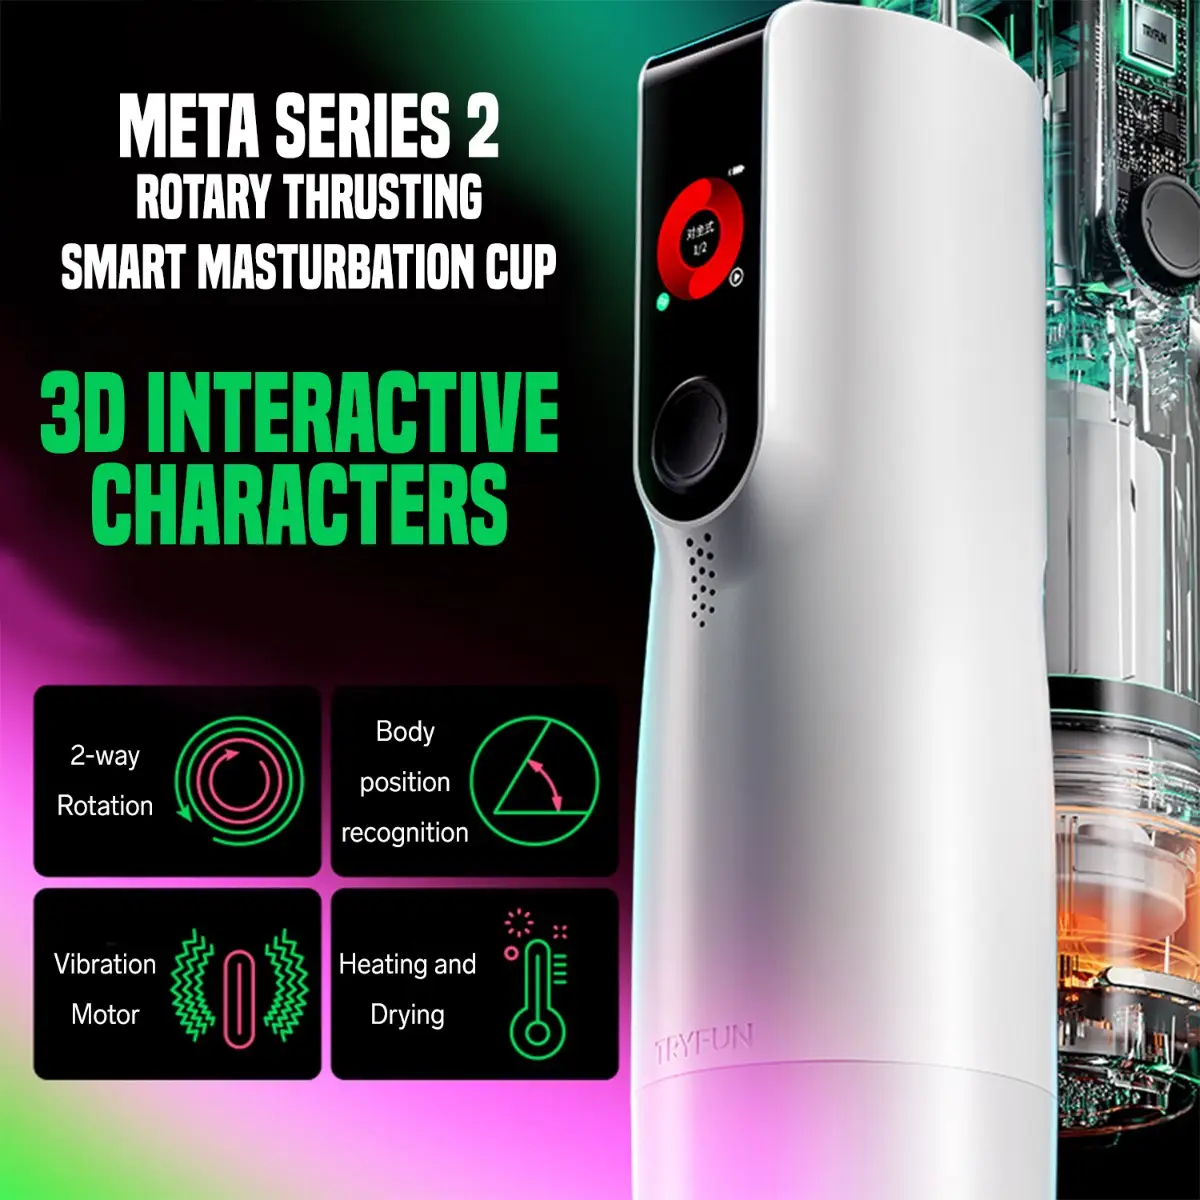 META SERIES 2
ROTARY THRUSTING
SMART MASTURBATION CUP
3D INTERACTIVE
CHARACTERS
2-way
Rotation
Body
position
recognition
Vibration
Motor
Heating and
Drying
对坐式
1/2
TRYFUN
TRYFUN